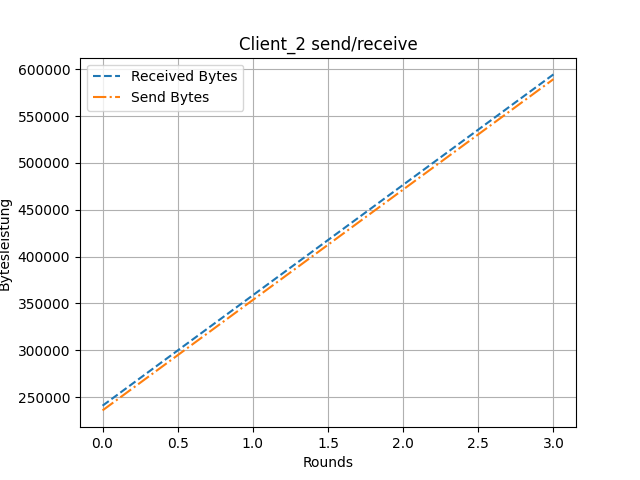 Client_2 send/receive
Received Bytes
Send Bytes
600000
550000
500000
450000
400000
350000
300000
250000
Bytesleistung
0.0 0.5 1.0 1.5 2.0 2.5 3.0
Rounds